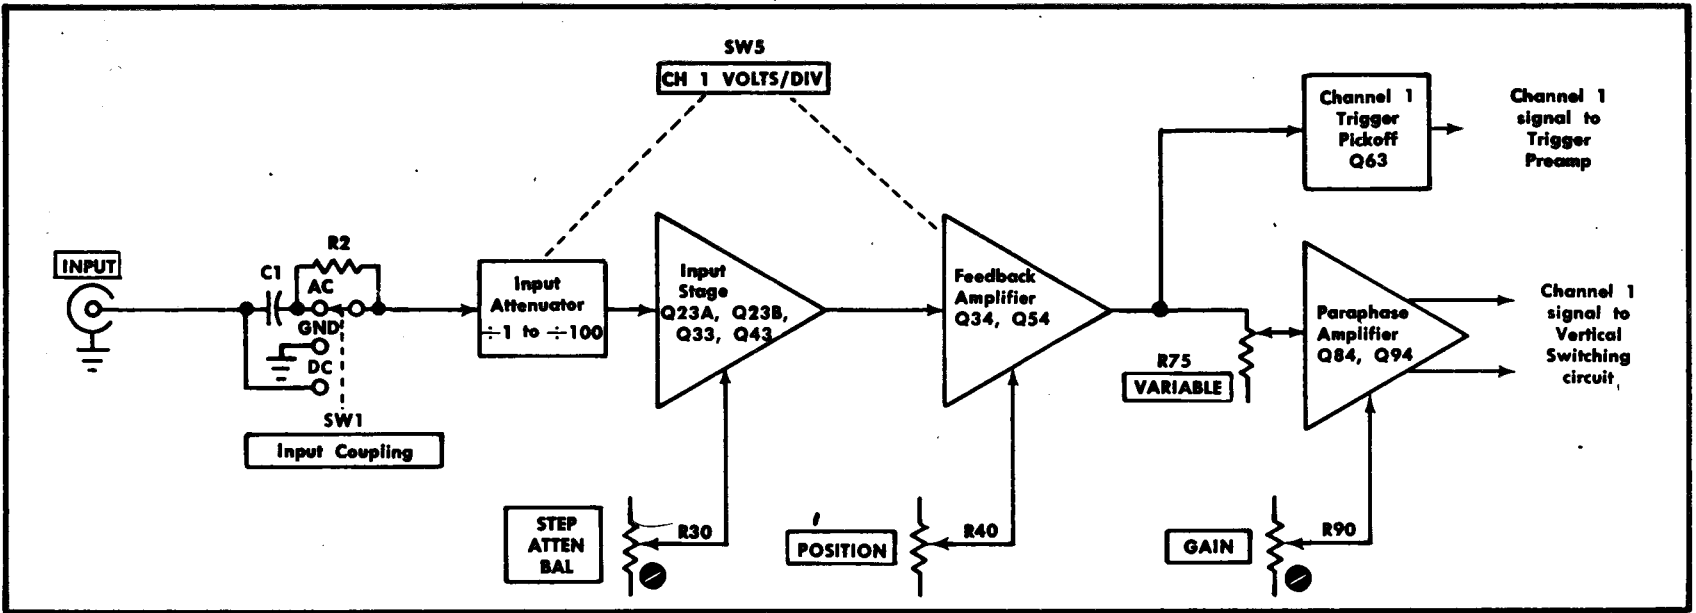 SW5
CH 1 VOLTS/DIV
Channel 1
Trigger
Pickoff
Q63
Channel 1
signal to
Trigger
Preamp
INPUT
C1
R2
AC
GND
DC
SW1
Input Coupling
Input
Attenuator
÷1 to ÷100
Input
Stage
Q23A, Q23B,
Q33, Q43
Feedback
Amplifier
Q34, Q54
R75
VARIABLE
Paraphase
Amplifier
Q84, Q94
Channel 1
signal to
Vertical
Switching
circuit
STEP
ATTEN
BAL
R30
POSITION
R40
GAIN
R90